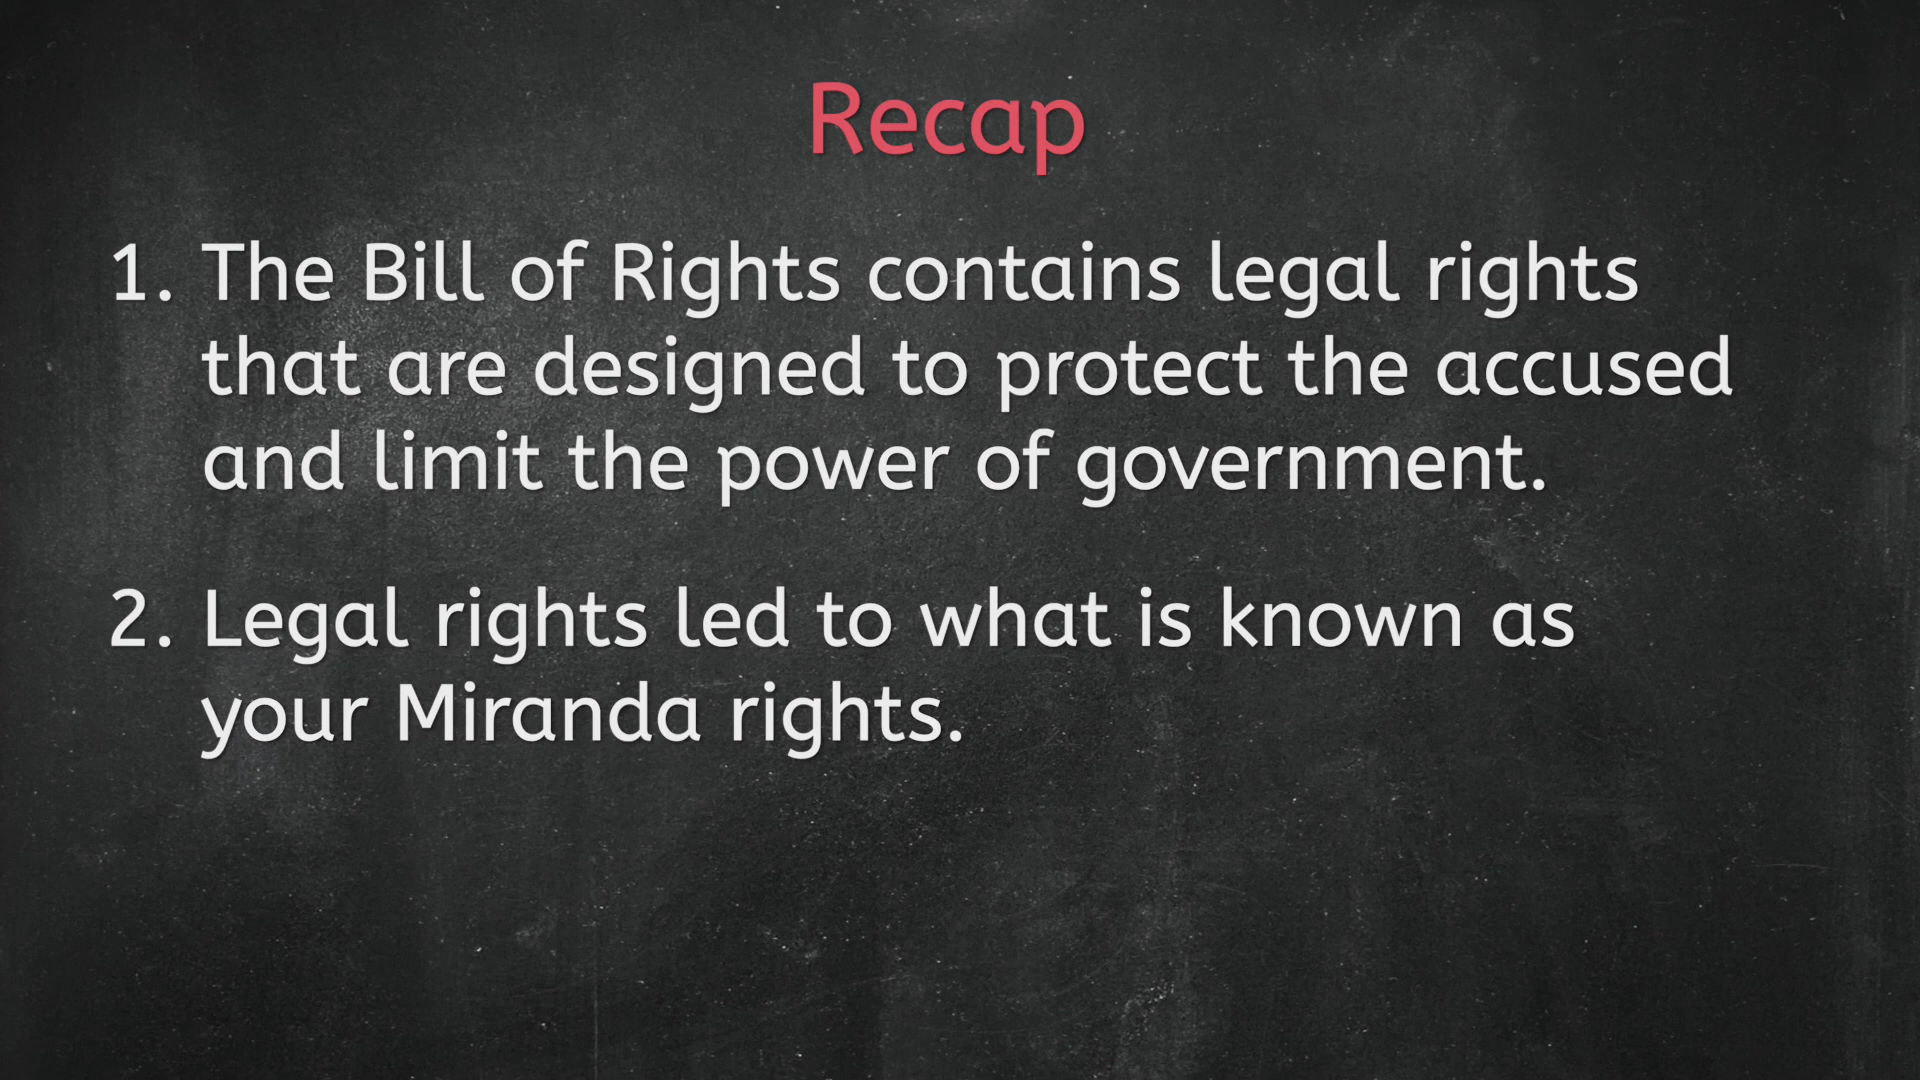 Recap
1. The Bill of Rights contains legal rights
that are designed to protect the accused
and limit the power of government.
2. Legal rights led to what is known as
your Miranda rights.